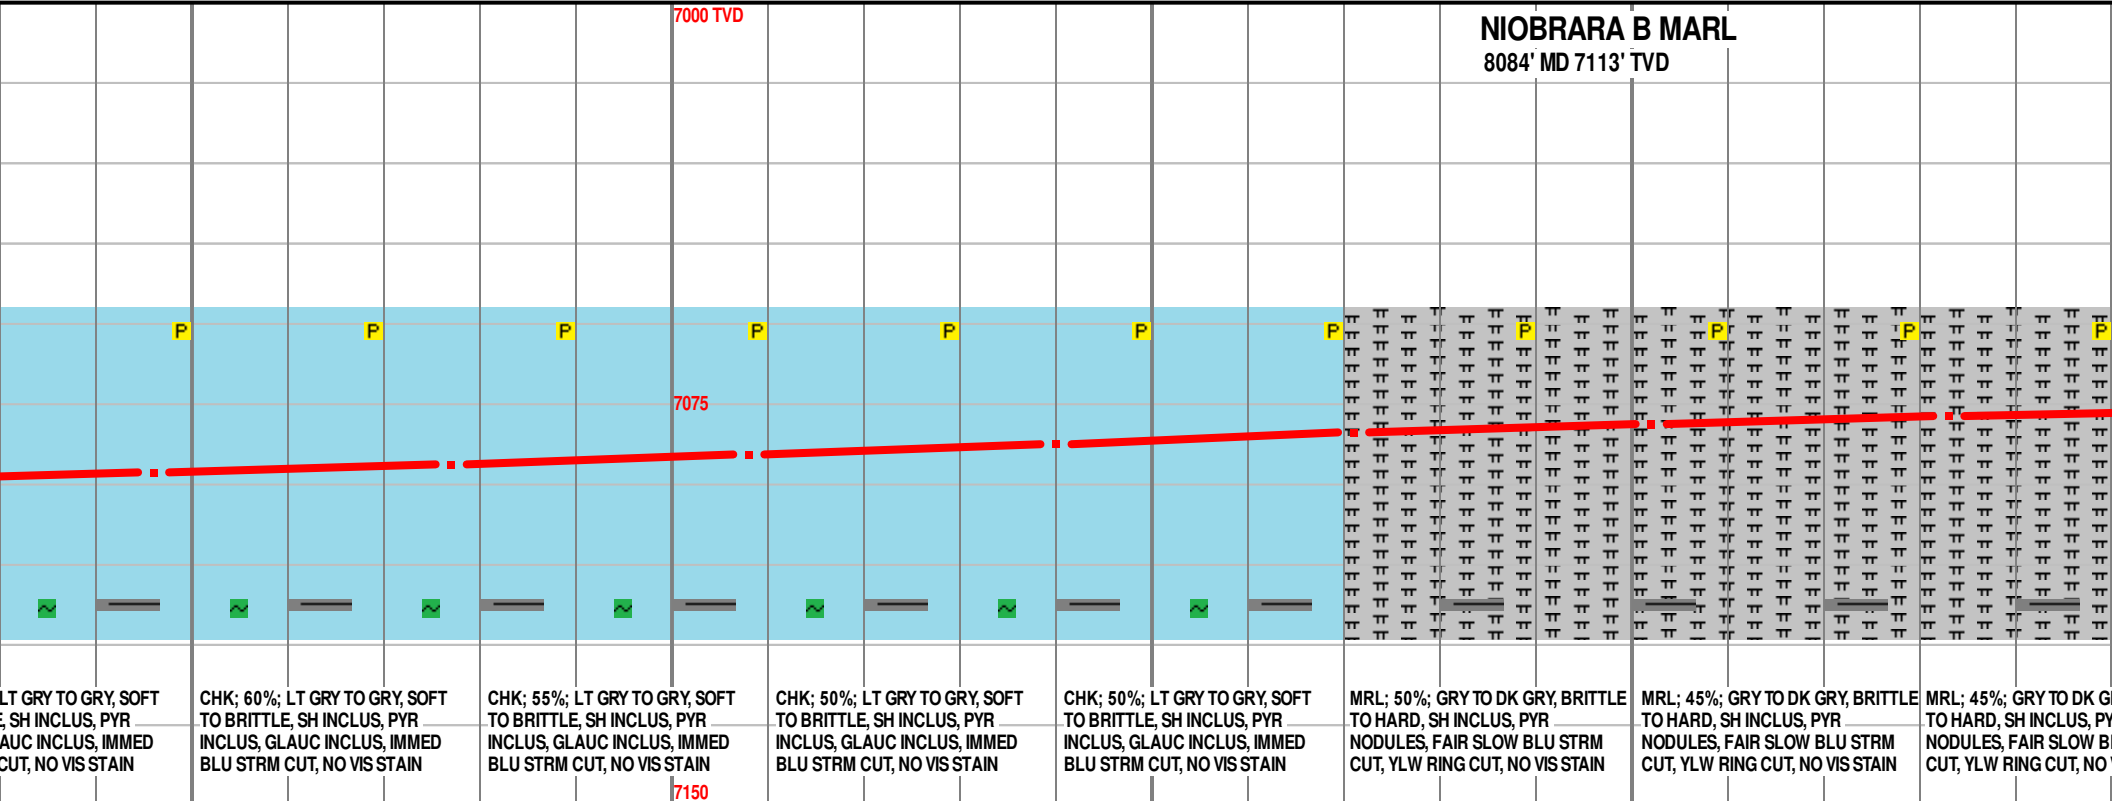 7000 TVD
NIOBRARA B MARL
8084' MD 7113' TVD
P P P P P P P P P P P
7075
LT GRY TO GRY, SOFT
E, SH INCLUS, PYR
AUC INCLUS, IMMED
CUT, NO VIS STAIN
CHK; 60%; LT GRY TO GRY, SOFT
TO BRITTLE, SH INCLUS, PYR
INCLUS, GLAUC INCLUS, IMMED
BLU STRM CUT, NO VIS STAIN
CHK; 55%; LT GRY TO GRY, SOFT
TO BRITTLE, SH INCLUS, PYR
INCLUS, GLAUC INCLUS, IMMED
BLU STRM CUT, NO VIS STAIN
CHK; 50%; LT GRY TO GRY, SOFT
TO BRITTLE, SH INCLUS, PYR
INCLUS, GLAUC INCLUS, IMMED
BLU STRM CUT, NO VIS STAIN
CHK; 50%; LT GRY TO GRY, SOFT
TO BRITTLE, SH INCLUS, PYR
INCLUS, GLAUC INCLUS, IMMED
BLU STRM CUT, NO VIS STAIN
MRL; 50%; GRY TO DK GRY, BRITTLE
TO HARD, SH INCLUS, PYR
NODULES, FAIR SLOW BLU STRM
CUT, YLW RING CUT, NO VIS STAIN
MRL; 45%; GRY TO DK GRY, BRITTLE
TO HARD, SH INCLUS, PYR
NODULES, FAIR SLOW BLU STRM
CUT, YLW RING CUT, NO VIS STAIN
MRL; 45%; GRY TO DK G
TO HARD, SH INCLUS, PY
NODULES, FAIR SLOW B
CUT, YLW RING CUT, NO
7150